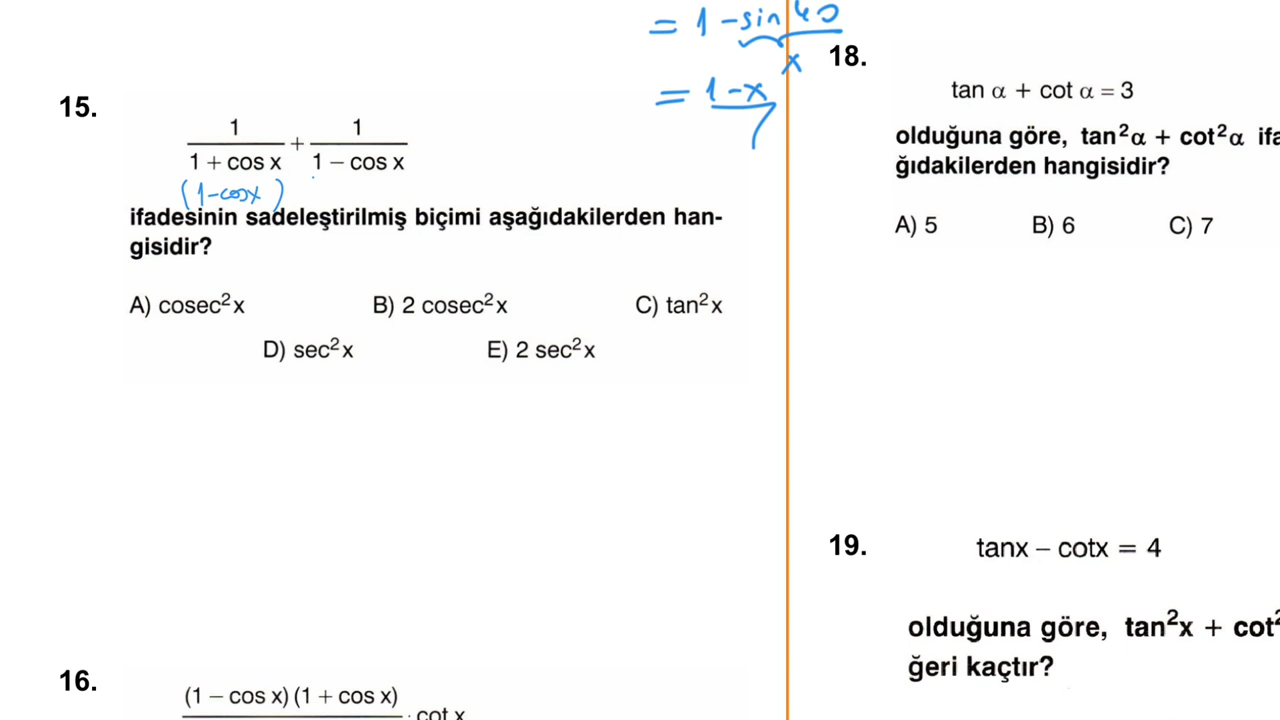 = 1 - sin 40
x
= 1 - x
15.
1/(1 + cos x) + 1/(1 − cos x)
(1-cosx)
ifadesinin sadeleştirilmiş biçimi aşağıdakilerden han-
gisidir?
A) cosec²x B) 2 cosec²x C) tan²x
D) sec²x E) 2 sec²x
16.
(1 − cos x) (1 + cos x)
· cot x
18.
tan α + cot α = 3
olduğuna göre, tan²α + cot²α ifa
ğıdakilerden hangisidir?
A) 5 B) 6 C) 7
19.
tanx − cotx = 4
olduğuna göre, tan²x + cot²
ğeri kaçtır?